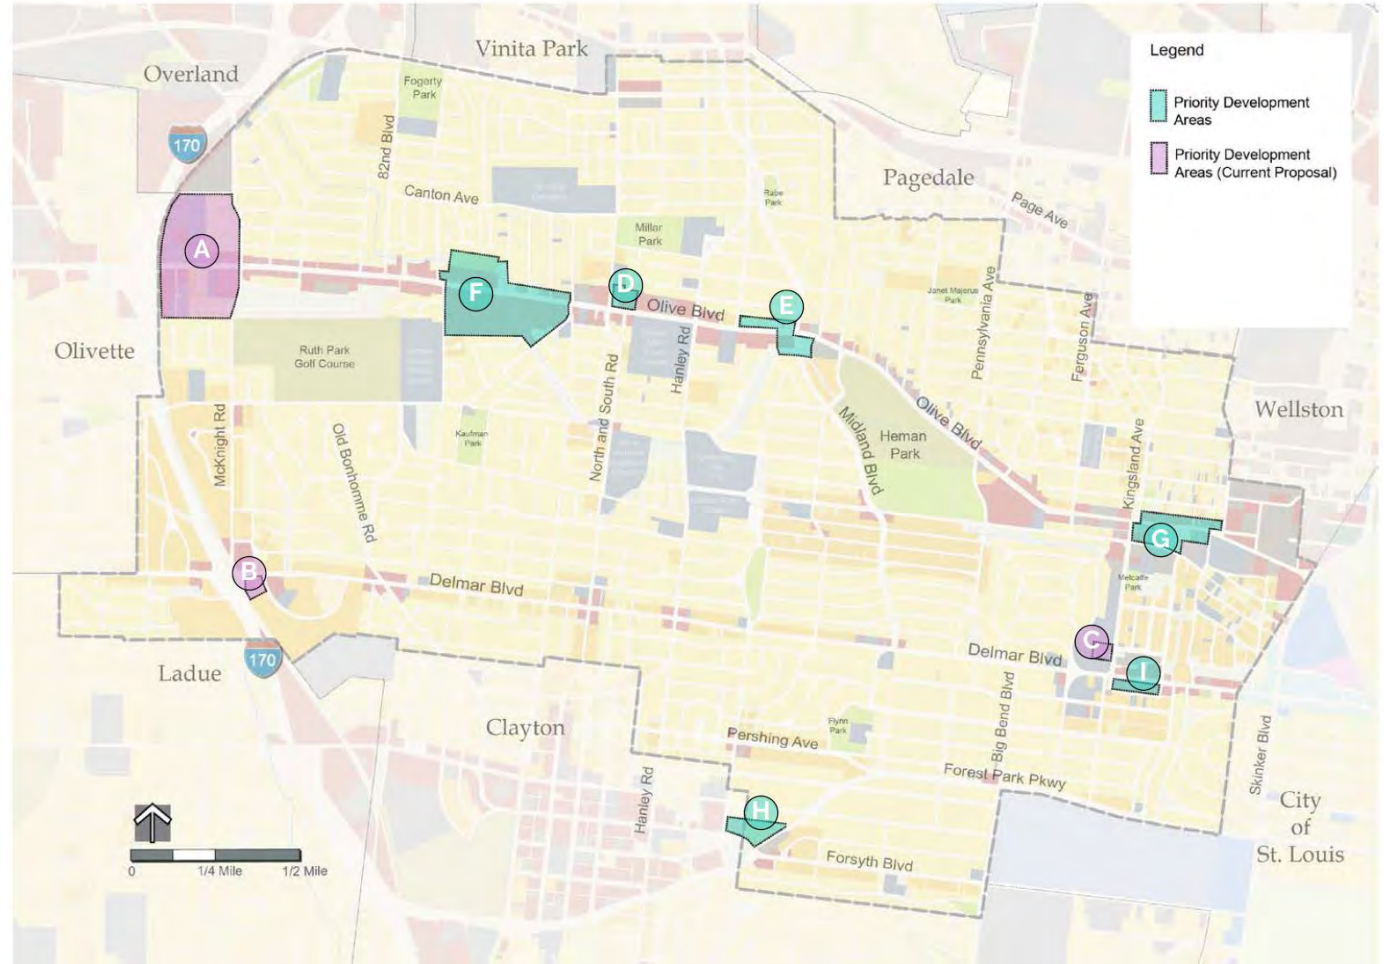 Vinita Park
Overland
Legend
Fogerty
Park
Priority Development
Areas
170
82nd Blvd
Priority Development
Areas (Current Proposal)
Pagedale
Canton Ave
Rabe
Park
Page Ave
Millar
Park
A
D
F
E
Olive Blvd
Janet Majerus
Park
Pennsylvania Ave
Ferguson Ave
Olivette
Ruth Park
Golf Course
Hanley Rd
North and South Rd
Wellston
McKnight Rd
Old Bonhomme Rd
Kaufman
Park
Midland Blvd
Olive Blvd
Heman
Park
Kingsland Ave
G
B
Delmar Blvd
Metcalfe
Park
C
Delmar Blvd
I
170
Ladue
Big Bend Blvd
Clayton
Flynn
Park
Pershing Ave
Skinker Blvd
Forest Park Pkwy
Hanley Rd
H
City
of
St. Louis
Forsyth Blvd
0
1/4 Mile
1/2 Mile